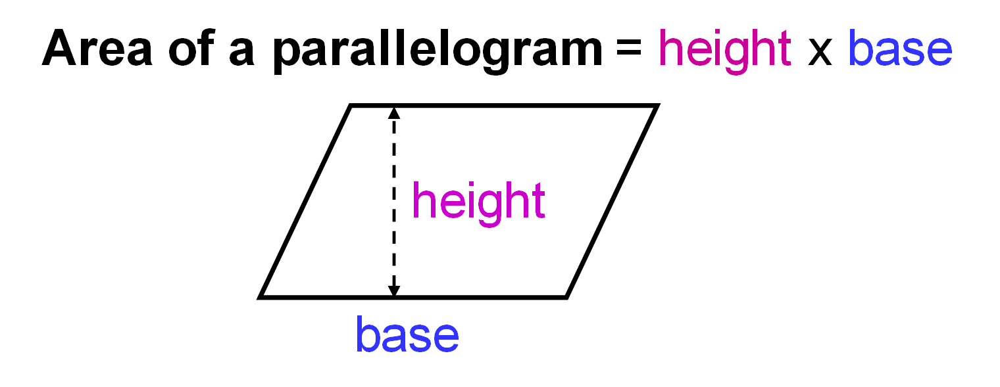 Area of a parallelogram = height x base
height
base